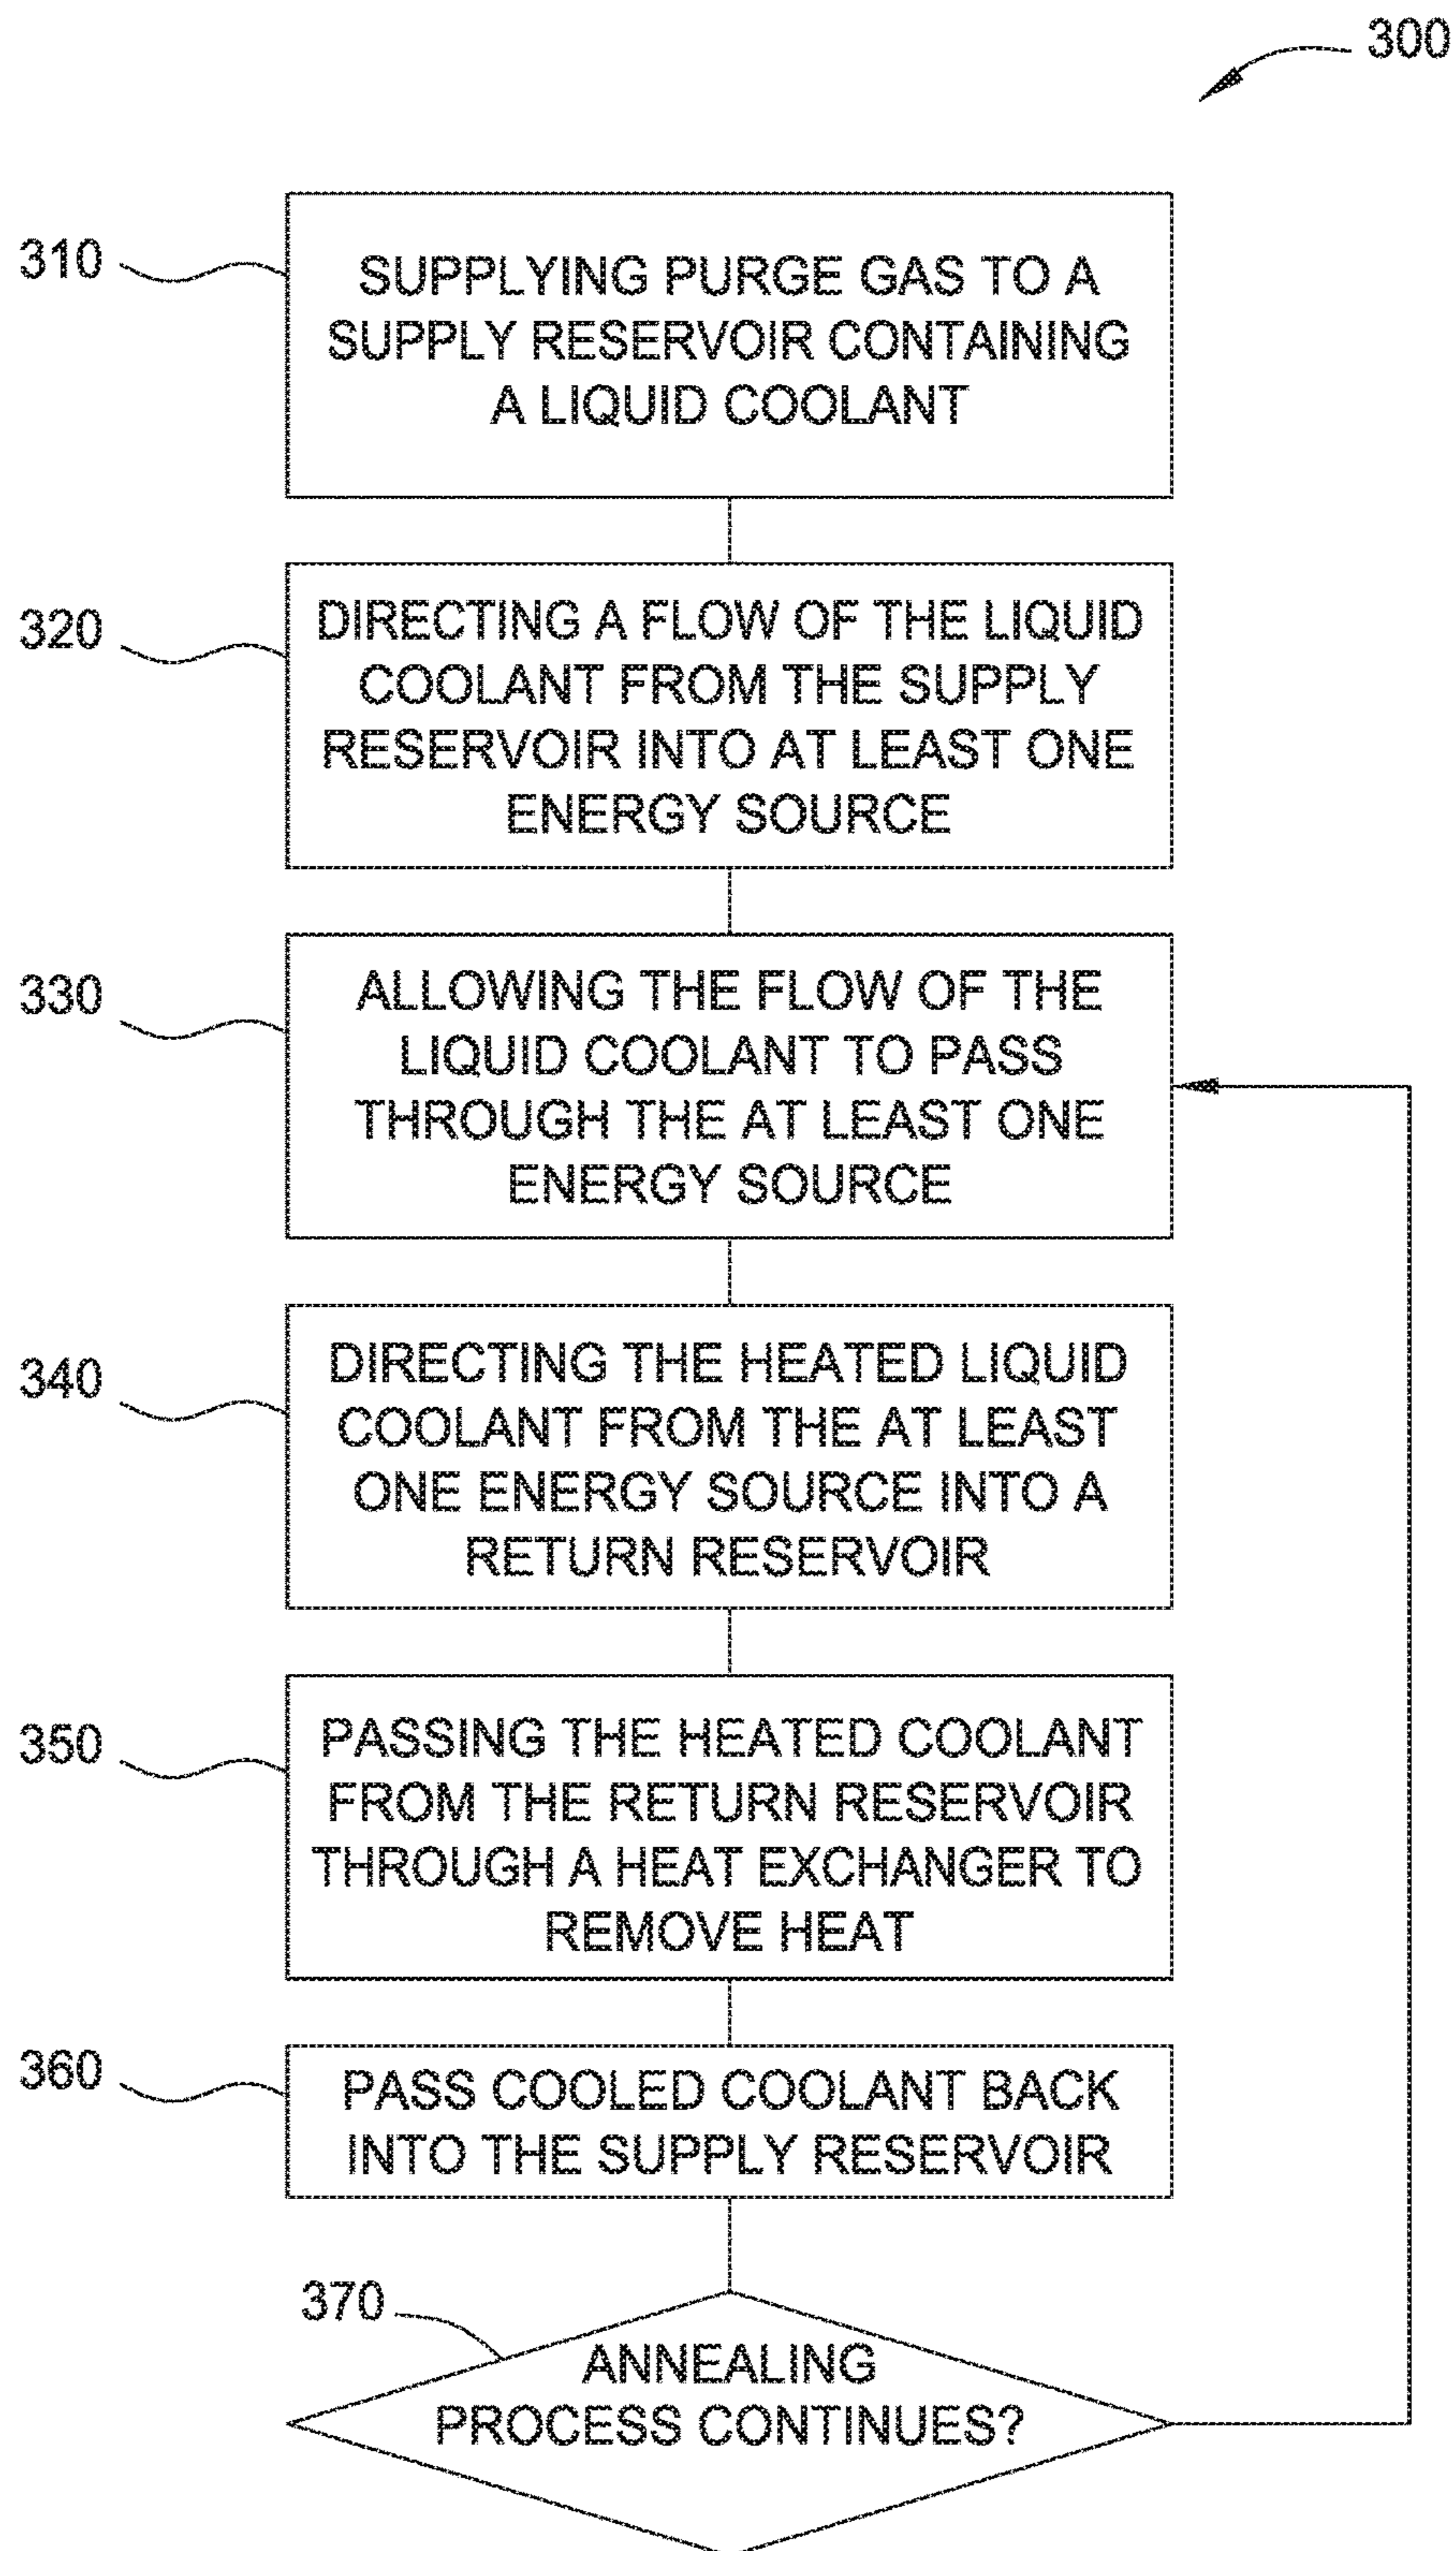 300
310
SUPPLYING PURGE GAS TO A
SUPPLY RESERVOIR CONTAINING
A LIQUID COOLANT
320
DIRECTING A FLOW OF THE LIQUID
COOLANT FROM THE SUPPLY
RESERVOIR INTO AT LEAST ONE
ENERGY SOURCE
330
ALLOWING THE FLOW OF THE
LIQUID COOLANT TO PASS
THROUGH THE AT LEAST ONE
ENERGY SOURCE
340
DIRECTING THE HEATED LIQUID
COOLANT FROM THE AT LEAST
ONE ENERGY SOURCE INTO A
RETURN RESERVOIR
350
PASSING THE HEATED COOLANT
FROM THE RETURN RESERVOIR
THROUGH A HEAT EXCHANGER TO
REMOVE HEAT
360
PASS COOLED COOLANT BACK
INTO THE SUPPLY RESERVOIR
370
ANNEALING
PROCESS CONTINUES?